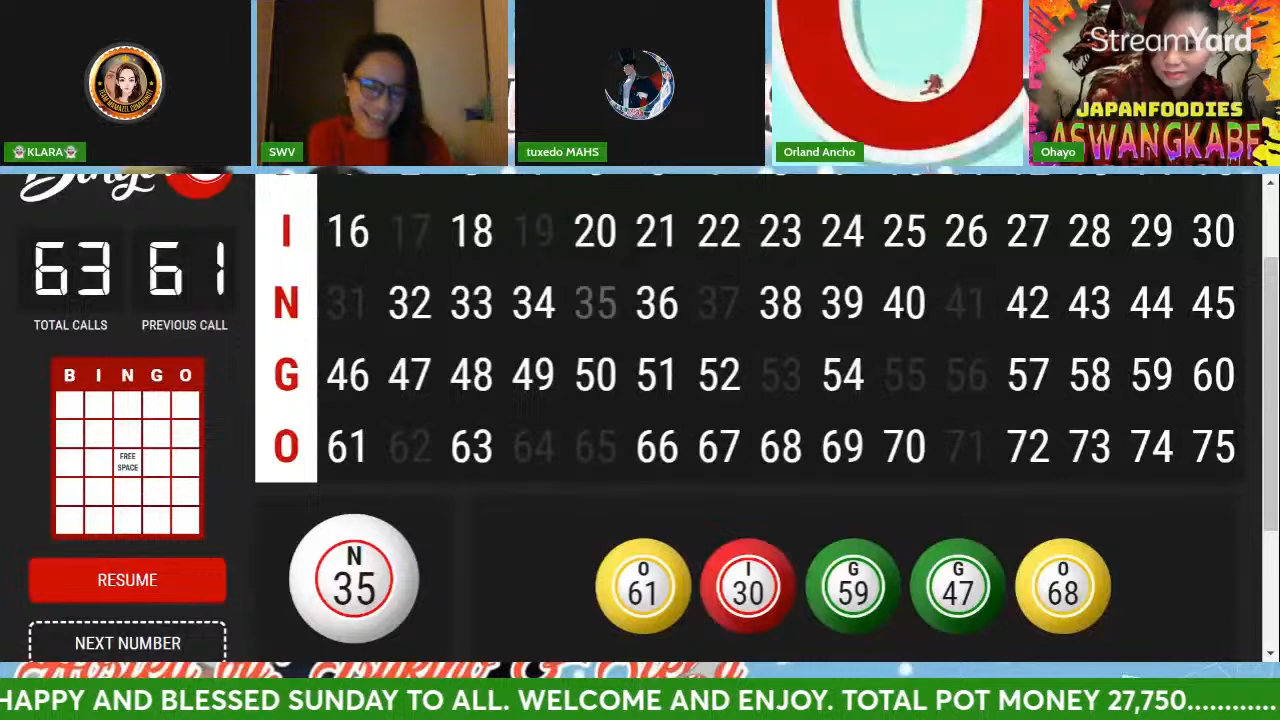 StreamYard
JAPANFOODIES
ASWANGKABE
👻KLARA👻
SWV
tuxedo MAHS
Orland Ancho
Ohayo
Bingo
63 61
TOTAL CALLS PREVIOUS CALL
I 16 17 18 19 20 21 22 23 24 25 26 27 28 29 30
N 31 32 33 34 35 36 37 38 39 40 41 42 43 44 45
G 46 47 48 49 50 51 52 53 54 55 56 57 58 59 60
O 61 62 63 64 65 66 67 68 69 70 71 72 73 74 75
B I N G O
FREE
SPACE
RESUME
NEXT NUMBER
N
35
O
61
I
30
G
59
G
47
O
68
HAPPY AND BLESSED SUNDAY TO ALL. WELCOME AND ENJOY. TOTAL POT MONEY 27,750............